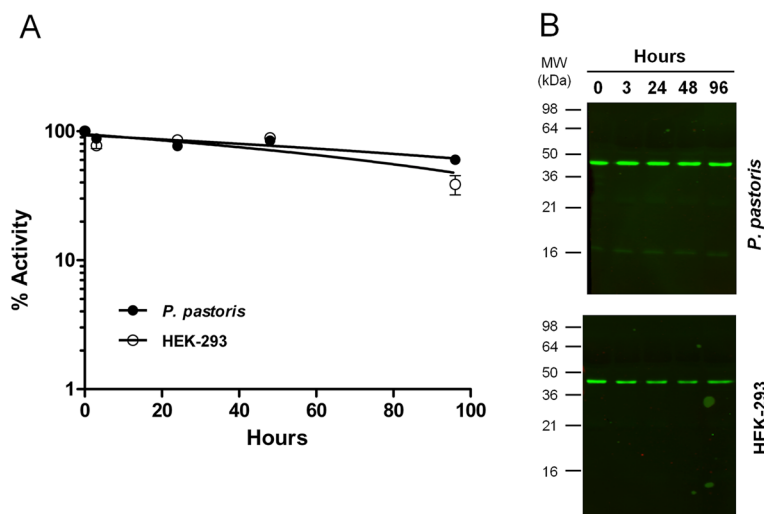 A
100
10
1
% Activity
P. pastoris
HEK-293
0 20 40 60 80 100
Hours
B
MW
(kDa)
Hours
0 3 24 48 96
98
64
50
36
21
16
P. pastoris
98
64
50
36
21
16
HEK-293